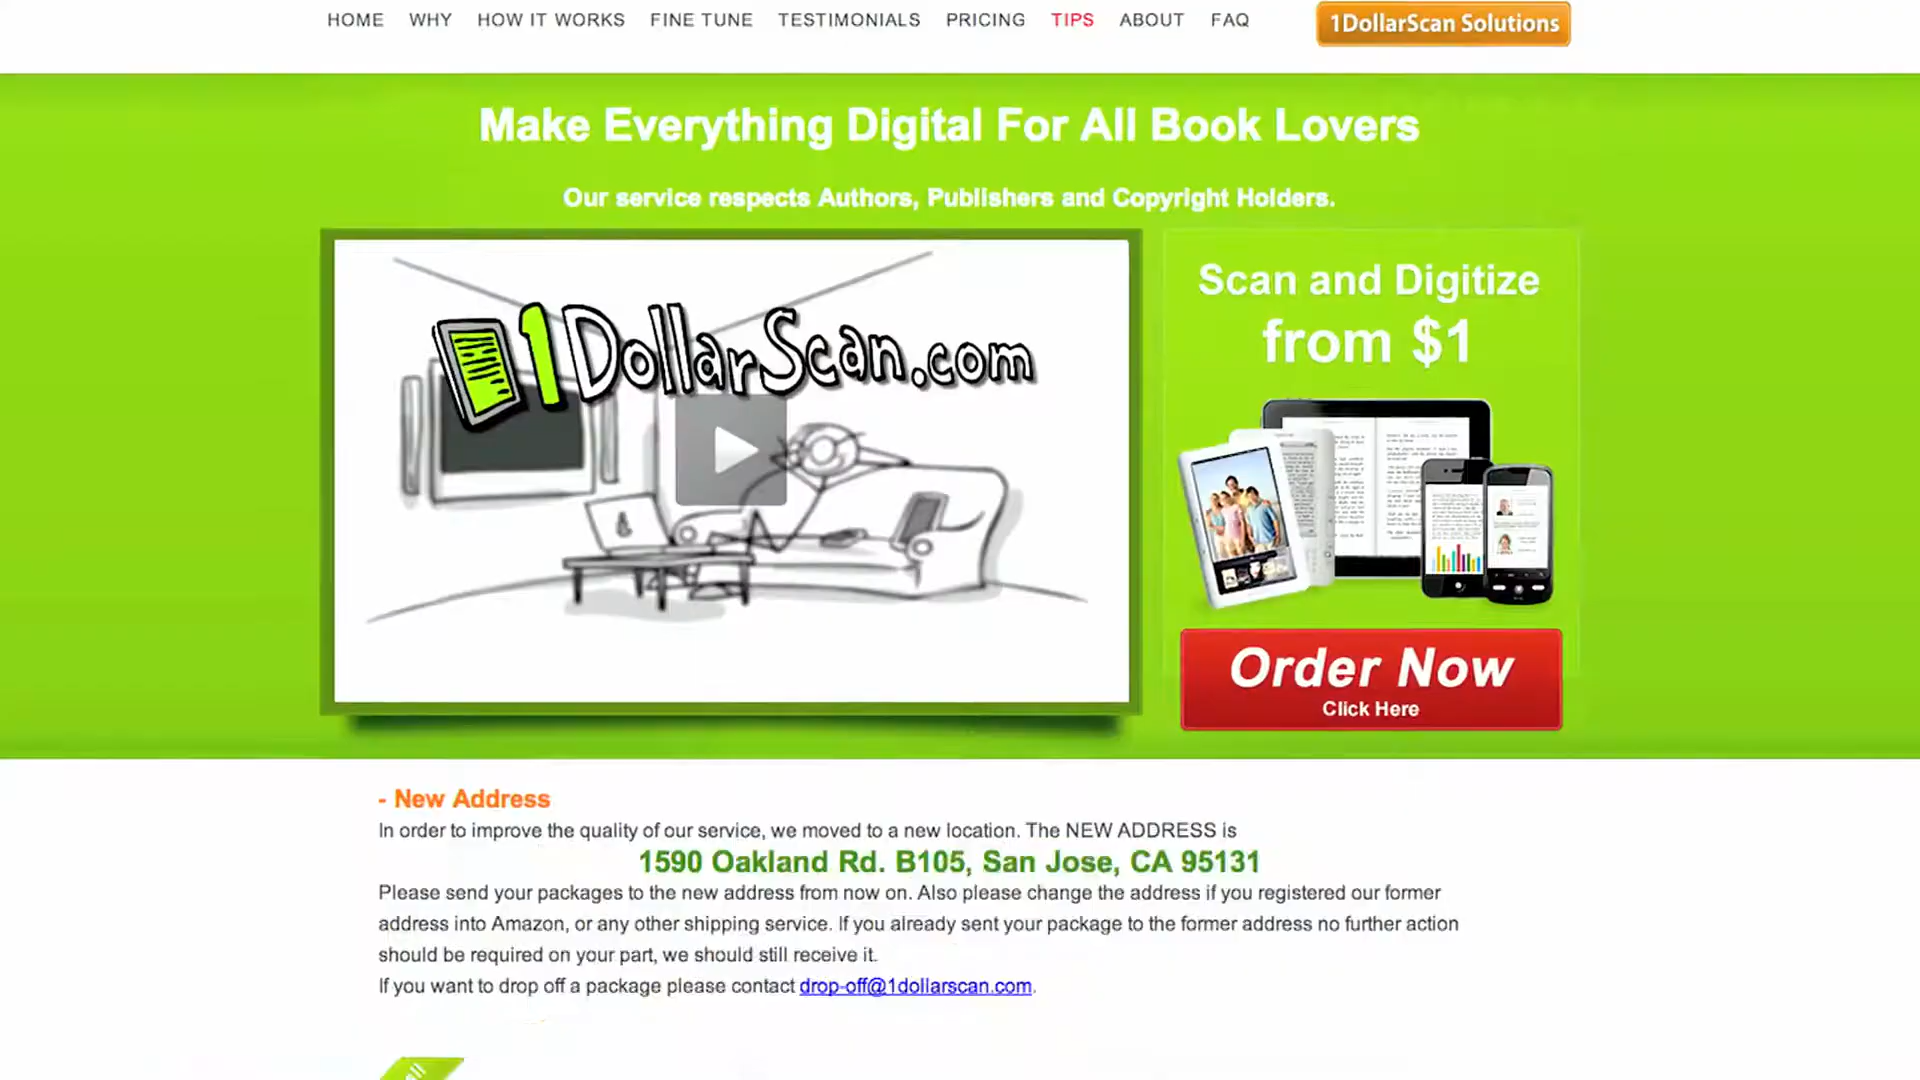 HOME WHY HOW IT WORKS FINE TUNE TESTIMONIALS PRICING TIPS ABOUT FAQ 1DollarScan Solutions
Make Everything Digital For All Book Lovers
Our service respects Authors, Publishers and Copyright Holders.
1DollarScan.com
Scan and Digitize
from $1
Order Now
Click Here
- New Address
In order to improve the quality of our service, we moved to a new location. The NEW ADDRESS is
1590 Oakland Rd. B105, San Jose, CA 95131
Please send your packages to the new address from now on. Also please change the address if you registered our former
address into Amazon, or any other shipping service. If you already sent your package to the former address no further action
should be required on your part, we should still receive it.
If you want to drop off a package please contact drop-off@1dollarscan.com.